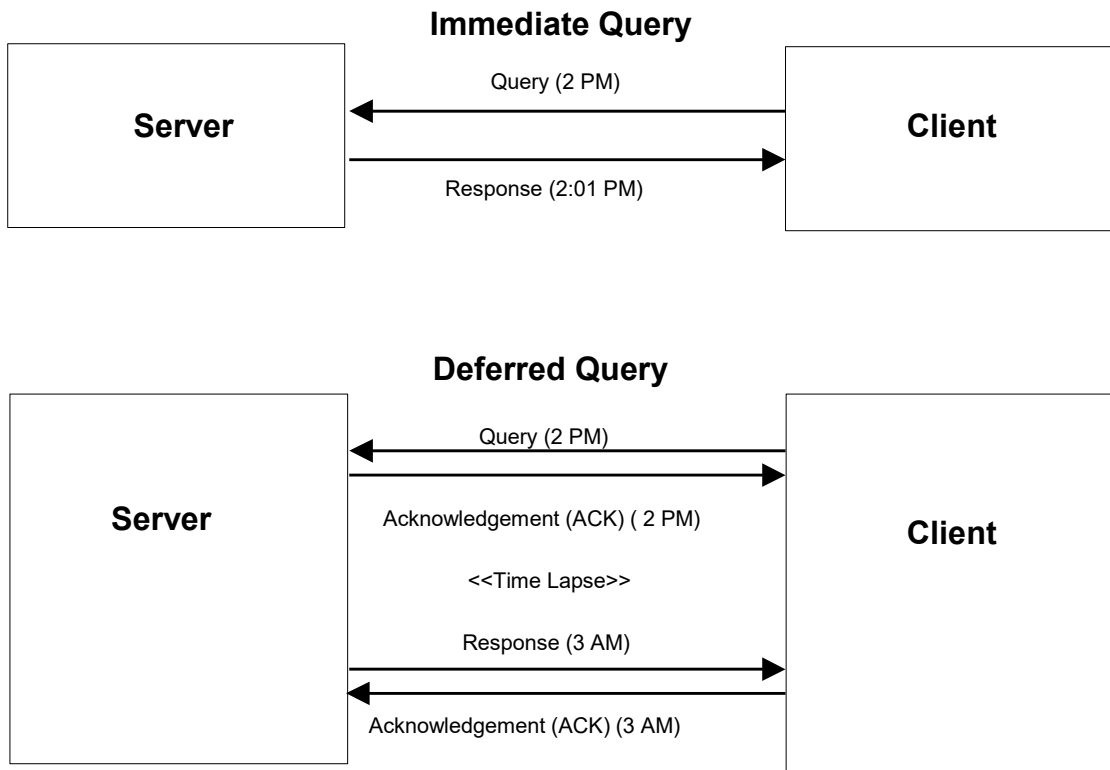 Immediate Query
Query (2 PM)
Server
Client
Response (2:01 PM)
Deferred Query
Query (2 PM)
Server
Acknowledgement (ACK) ( 2 PM)
Client
<<Time Lapse>>
Response (3 AM)
Acknowledgement (ACK) (3 AM)